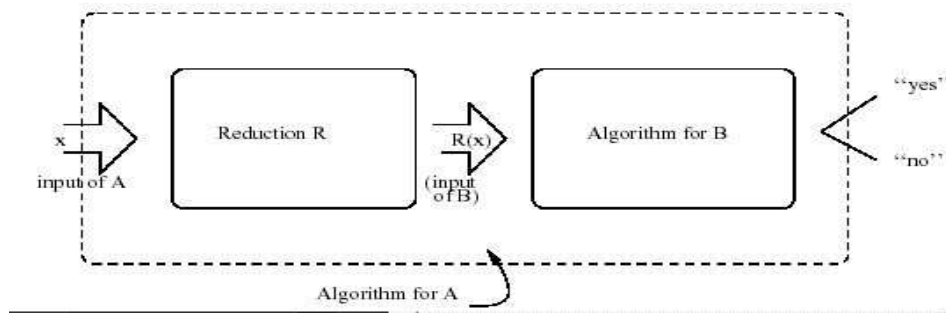 “yes”
Reduction R
Algorithm for B
x
R(x)
“no”
input of A
(input
of B)
Algorithm for A